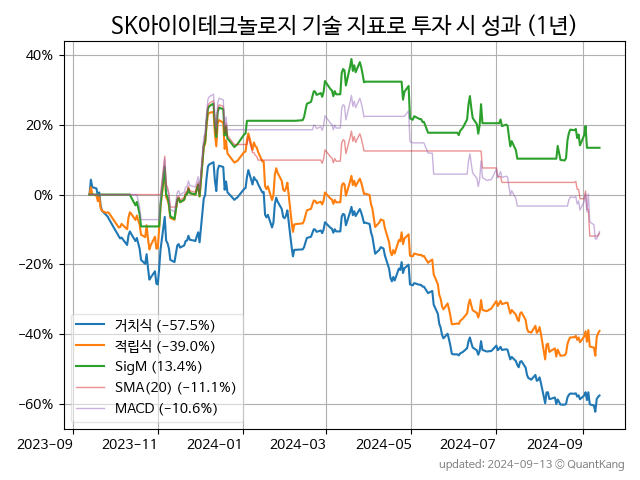 SK아이이테크놀로지 기술 지표로 투자 시 성과 (1년)
40%
20%
0%
−20%
−40%
−60%
거치식 (−57.5%)
적립식 (−39.0%)
SigM (13.4%)
SMA(20) (−11.1%)
MACD (−10.6%)
2023−09
2023−11
2024−01
2024−03
2024−05
2024−07
2024−09
updated: 2024−09−13 ⓒ QuantKang